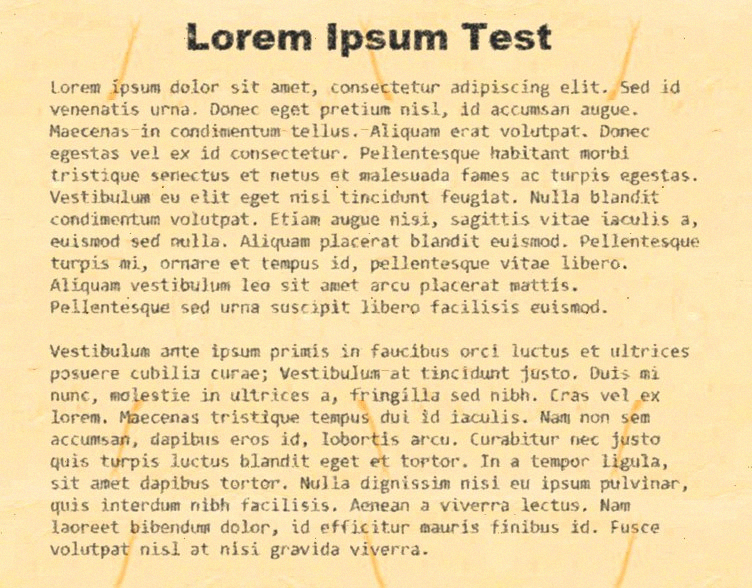 Lorem Ipsum Test
Lorem ipsum dolor sit amet, consectetur adipiscing elit. Sed id
venenatis urna. Donec eget pretium nisl, id accumsan augue.
Maecenas in condimentum tellus. Aliquam erat volutpat. Donec
egestas vel ex id consectetur. Pellentesque habitant morbi
tristique senectus et netus et malesuada fames ac turpis egestas.
Vestibulum eu elit eget nisi tincidunt feugiat. Nulla blandit
condimentum volutpat. Etiam augue nisi, sagittis vitae iaculis a,
euismod sed nulla. Aliquam placerat blandit euismod. Pellentesque
turpis mi, ornare et tempus id, pellentesque vitae libero.
Aliquam vestibulum leo sit amet arcu placerat mattis.
Pellentesque sed urna suscipit libero facilisis euismod.
Vestibulum ante ipsum primis in faucibus orci luctus et ultrices
posuere cubilia curae; Vestibulum at tincidunt justo. Duis mi
nunc, molestie in ultrices a, fringilla sed nibh. Cras vel ex
lorem. Maecenas tristique tempus dui id iaculis. Nam non sem
accumsan, dapibus eros id, lobortis arcu. Curabitur nec justo
quis turpis luctus blandit eget et tortor. In a tempor ligula,
sit amet dapibus tortor. Nulla dignissim nisi eu ipsum pulvinar,
quis interdum nibh facilisis. Aenean a viverra lectus. Nam
laoreet bibendum dolor, id efficitur mauris finibus id. Fusce
volutpat nisl at nisi gravida viverra.